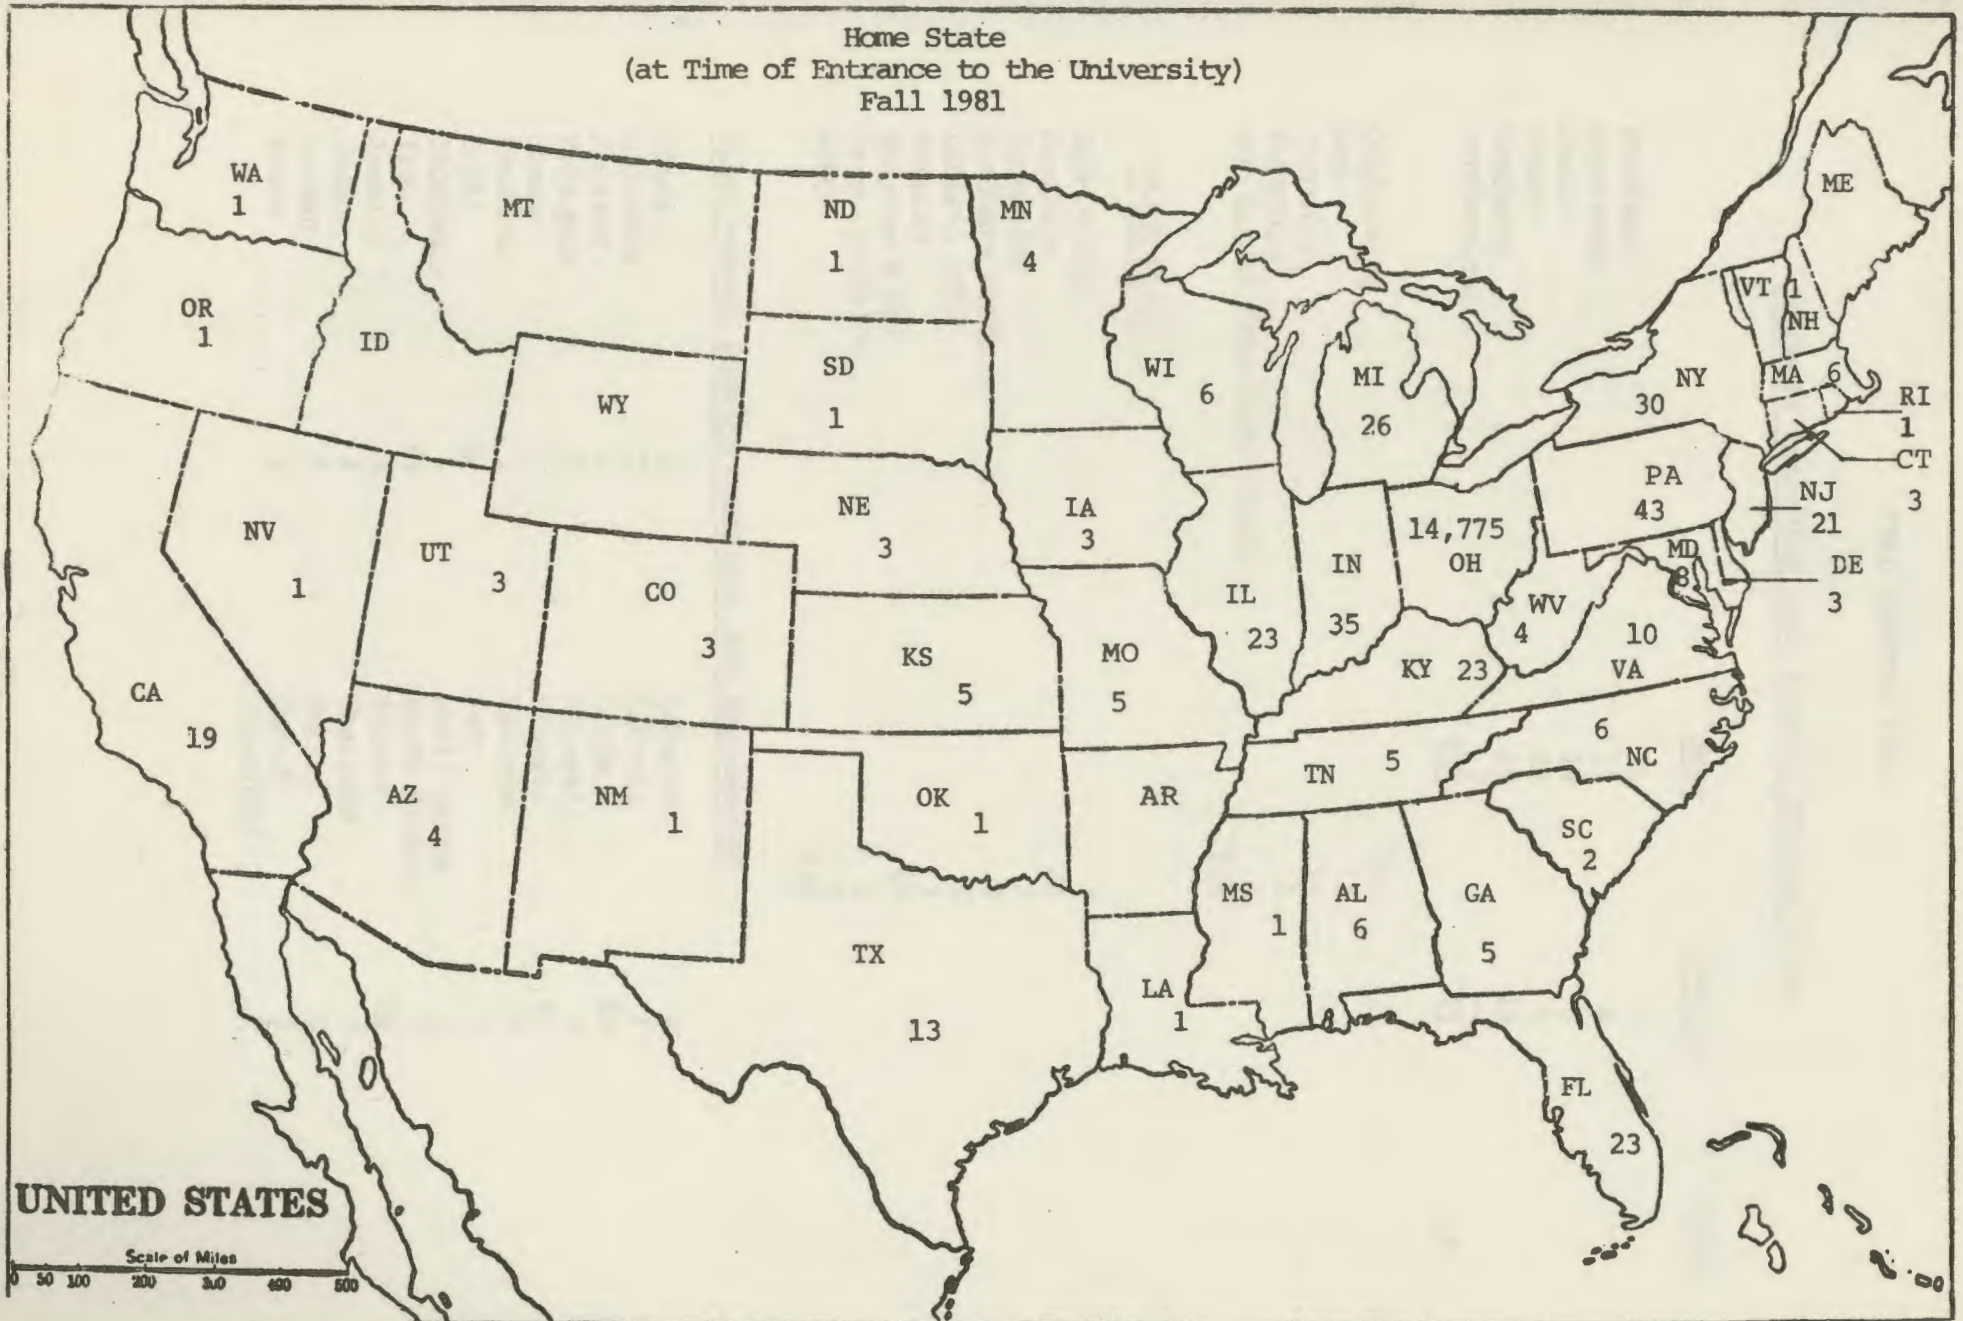 Home State
(at Time of Entrance to the University)
Fall 1981
WA
1
MT
ND
1
MN
4
ME
OR
1
ID
WY
SD
1
WI
6
MI
26
NY
30
VT
1
NH
MA 6
RI
1
CT
3
NV
1
UT
3
CO
3
NE
3
IA
3
IL
23
IN
35
14,775
OH
PA
43
NJ
21
MD
8
DE
3
WV
4
10
VA
CA
19
KS
5
MO
5
KY 23
AZ
4
NM
1
OK
1
AR
TN 5
6
NC
SC
2
TX
13
LA
1
MS
1
AL
6
GA
5
FL
23
UNITED STATES
Scale of Miles
0 50 100 200 300 400 500